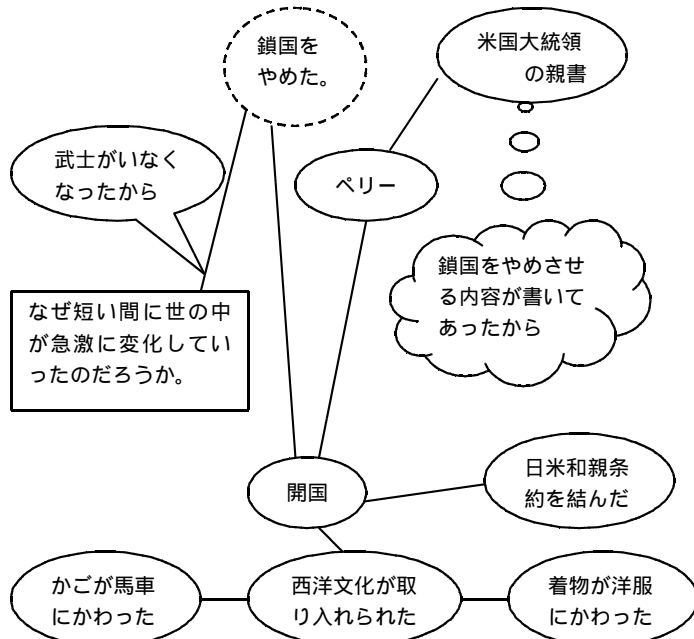 鎖国を
やめた。
米国大統領
の親書
武士がいなく
なったから
ペリー
鎖国をやめさせ
る内容が書いて
あったから
なぜ短い間に世の中
が急激に変化してい
ったのだろうか。
開国
日米和親条
約を結んだ
かごが馬車
にかわった
西洋文化が取
り入れられた
着物が洋服
にかわった